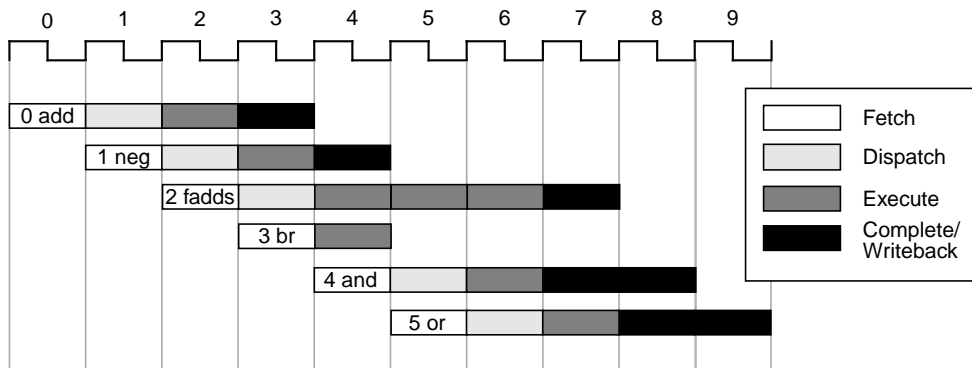 0 1 2 3 4 5 6 7 8 9
0 add
1 neg
2 fadds
3 br
4 and
5 or
Fetch
Dispatch
Execute
Complete/
Writeback